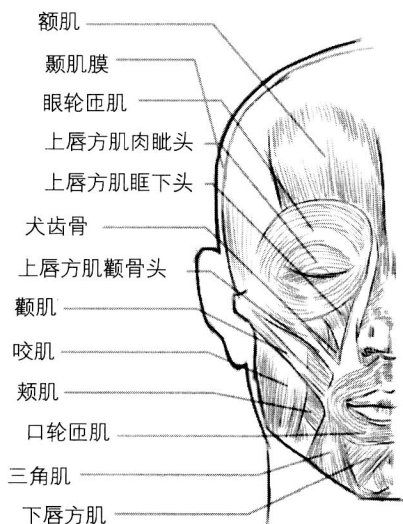 额肌
颞肌膜
眼轮匝肌
上唇方肌肉眦头
上唇方肌眶下头
犬齿骨
上唇方肌颧骨头
颧肌
咬肌
颊肌
口轮匝肌
三角肌
下唇方肌